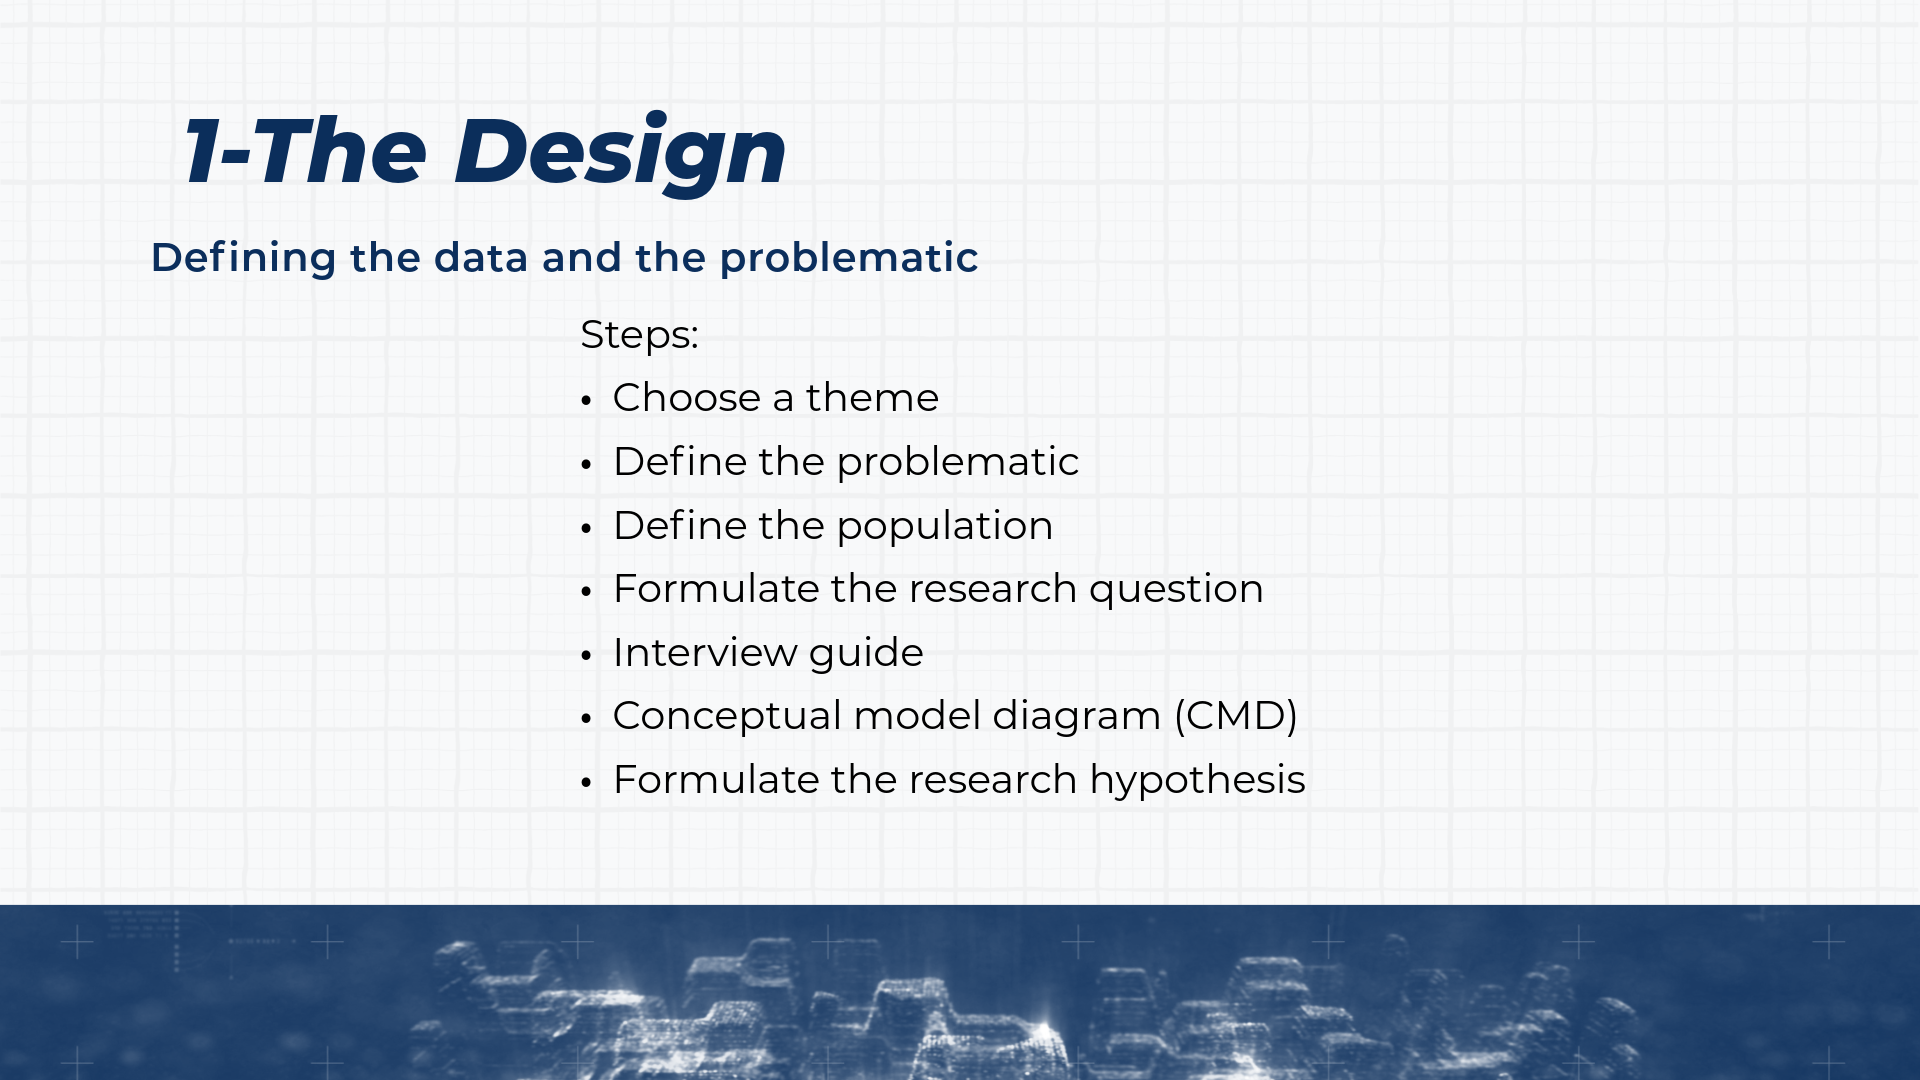 1-The Design
Defining the data and the problematic
Steps:
• Choose a theme
• Define the problematic
• Define the population
• Formulate the research question
• Interview guide
• Conceptual model diagram (CMD)
• Formulate the research hypothesis